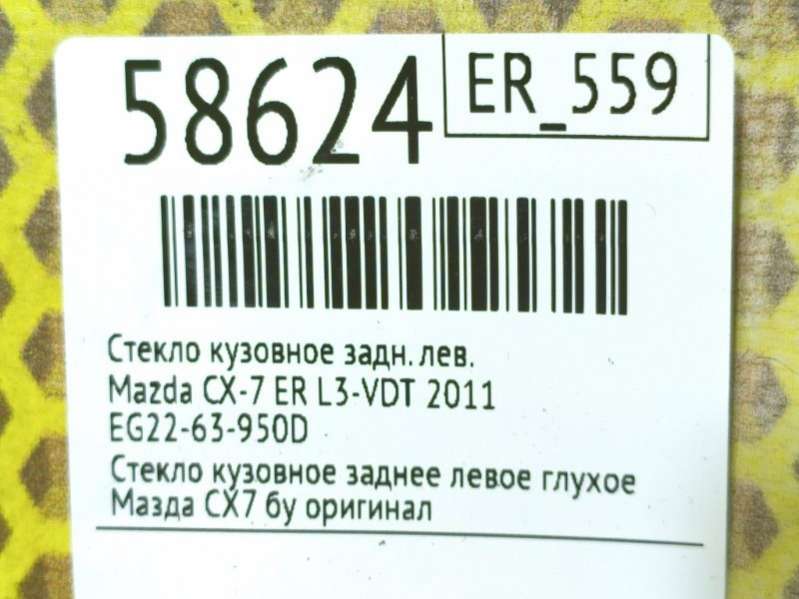 58624
ER_559
Стекло кузовное задн. лев.
Mazda CX-7 ER L3-VDT 2011
EG22-63-950D
Стекло кузовное заднее левое глухое
Мазда СХ7 бу оригинал